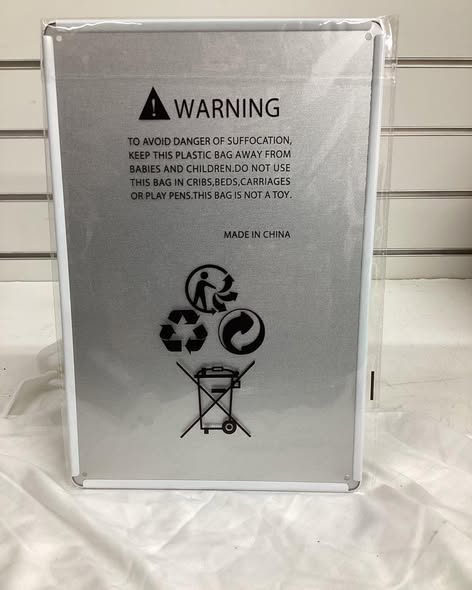 WARNING
TO AVOID DANGER OF SUFFOCATION,
KEEP THIS PLASTIC BAG AWAY FROM
BABIES AND CHILDREN.DO NOT USE
THIS BAG IN CRIBS,BEDS,CARRIAGES
OR PLAY PENS.THIS BAG IS NOT A TOY.
MADE IN CHINA